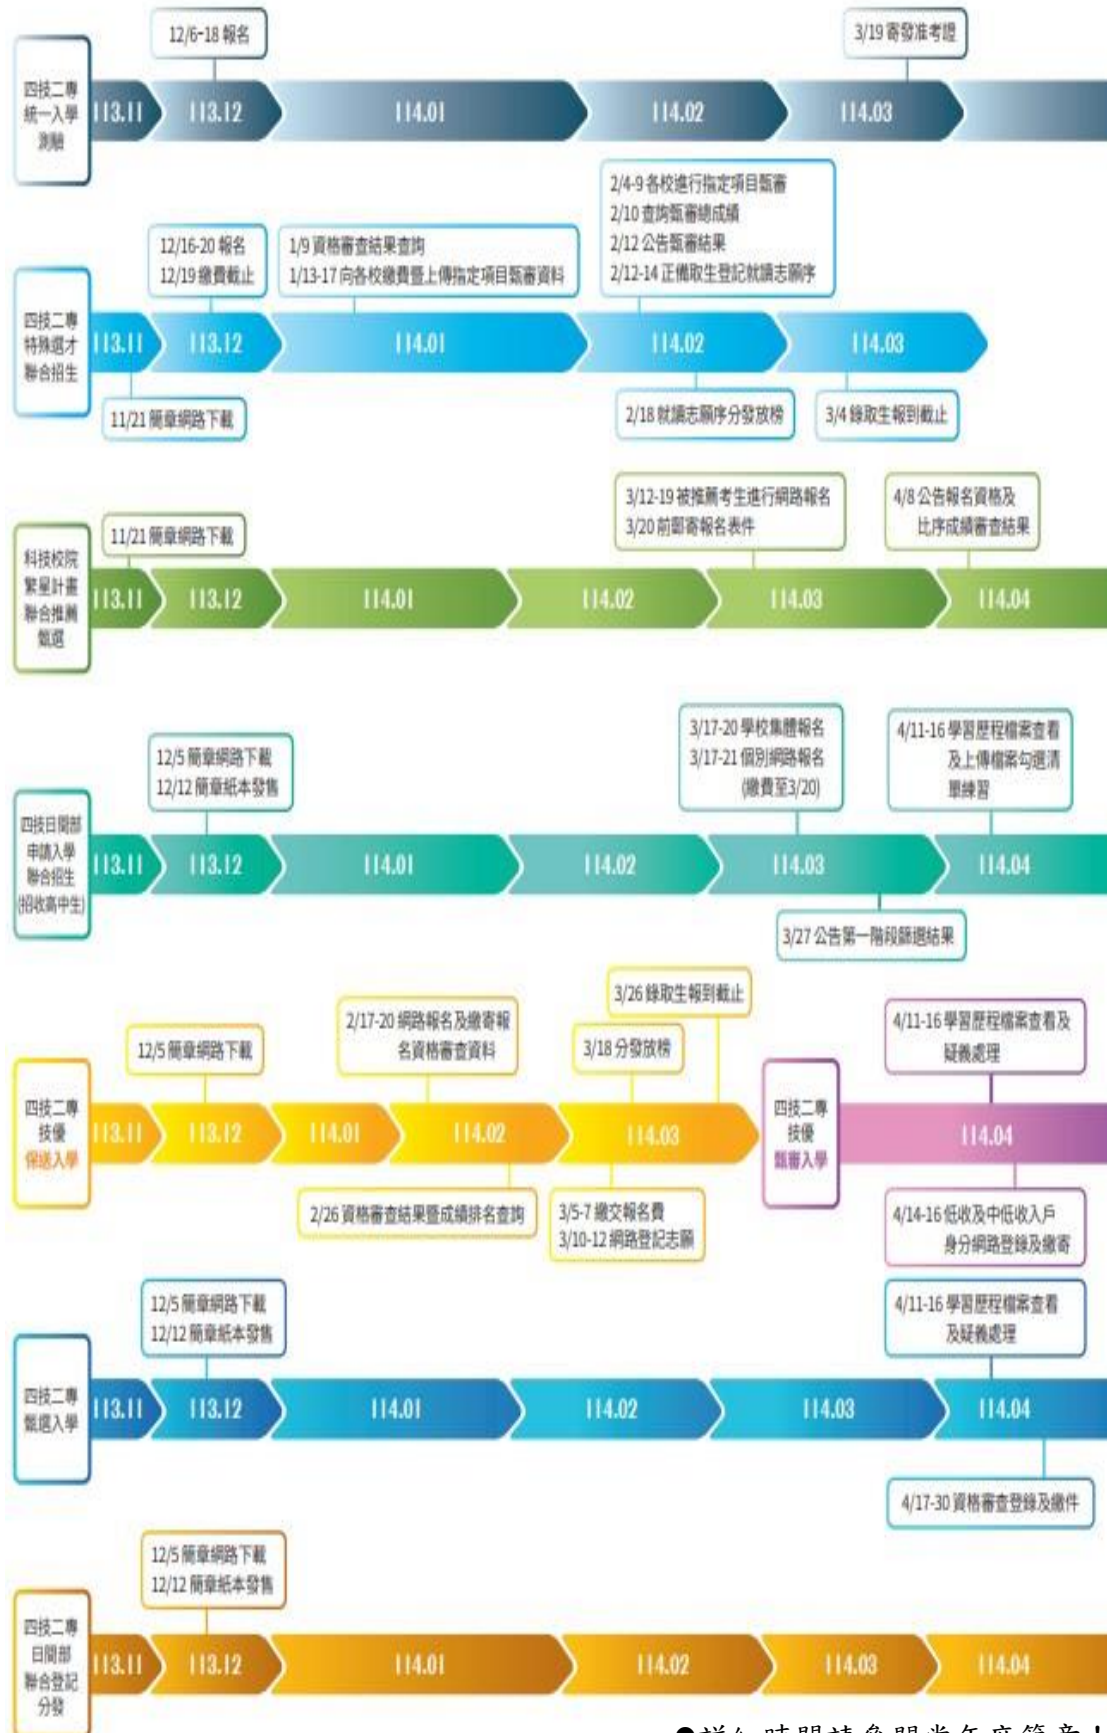 12/6-18 報名
3/19 寄發准考證
四技二專
統一入學
測驗
113.11
113.12
114.01
114.02
114.03
2/4-9 各校進行指定項目甄審
2/10 查詢甄審總成績
2/12 公告甄審結果
2/12-14 正備取生登記就讀志願序
12/16-20 報名
12/19 繳費截止
1/9 資格審查結果查詢
1/13-17 向各校繳費暨上傳指定項目甄審資料
四技二專
特殊選才
聯合招生
113.11
113.12
114.01
114.02
114.03
11/21 簡章網路下載
2/18 就讀志願序分發放榜
3/4 錄取生報到截止
11/21 簡章網路下載
3/12-19 被推薦考生進行網路報名
3/20 前郵寄報名表件
4/8 公告報名資格及
比序成績審查結果
科技校院
繁星計畫
聯合推薦
甄選
113.11
113.12
114.01
114.02
114.03
114.04
12/5 簡章網路下載
12/12 簡章紙本發售
3/17-20 學校集體報名
3/17-21 個別網路報名
(繳費至3/20)
4/11-16 學習歷程檔案查看
及上傳檔案勾選清
單練習
四技日間部
申請入學
聯合招生
(招收高中生)
113.11
113.12
114.01
114.02
114.03
114.04
3/27 公告第一階段篩選結果
12/5 簡章網路下載
2/17-20 網路報名及繳寄報
名資格審查資料
3/18 分發放榜
3/26 錄取生報到截止
4/11-16 學習歷程檔案查看及
疑義處理
四技二專
技優
保送入學
113.11
113.12
114.01
114.02
114.03
四技二專
技優
甄審入學
114.04
2/26 資格審查結果暨成績排名查詢
3/5-7 繳交報名費
3/10-12 網路登記志願
4/14-16 低收及中低收入戶
身分網路登錄及繳寄
12/5 簡章網路下載
12/12 簡章紙本發售
4/11-16 學習歷程檔案查看
及疑義處理
四技二專
甄選入學
113.11
113.12
114.01
114.02
114.03
114.04
4/17-30 資格審查登錄及繳件
12/5 簡章網路下載
12/12 簡章紙本發售
四技二專
日間部
聯合登記
分發
113.11
113.12
114.01
114.02
114.03
114.04
●詳細時間請參閱當年度簡章!